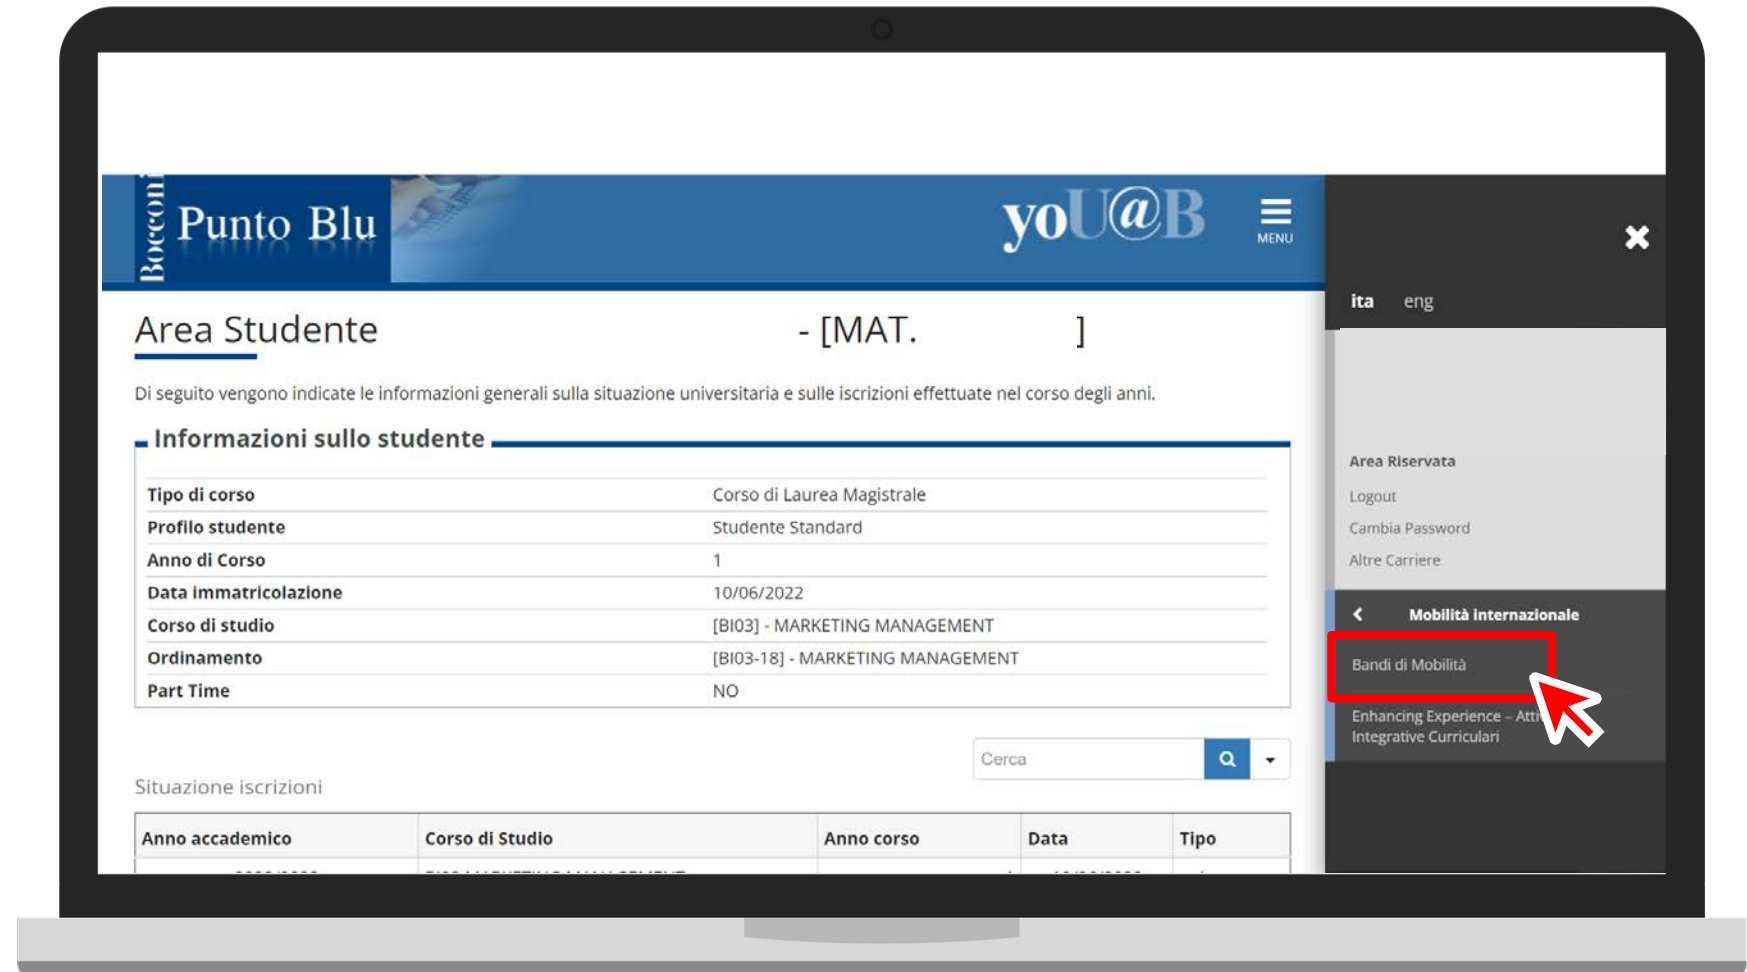 Bocconi
Punto Blu
yoU@B
MENU
Area Studente - [MAT. ]
Di seguito vengono indicate le informazioni generali sulla situazione universitaria e sulle iscrizioni effettuate nel corso degli anni.
Informazioni sullo studente
Tipo di corso Corso di Laurea Magistrale
Profilo studente Studente Standard
Anno di Corso 1
Data immatricolazione 10/06/2022
Corso di studio [BI03] - MARKETING MANAGEMENT
Ordinamento [BI03-18] - MARKETING MANAGEMENT
Part Time NO
Cerca
Situazione iscrizioni
Anno accademico Corso di Studio Anno corso Data Tipo
ita eng
Area Riservata
Logout
Cambia Password
Altre Carriere
Mobilità internazionale
Bandi di Mobilità
Enhancing Experience –
Integrative Curriculari